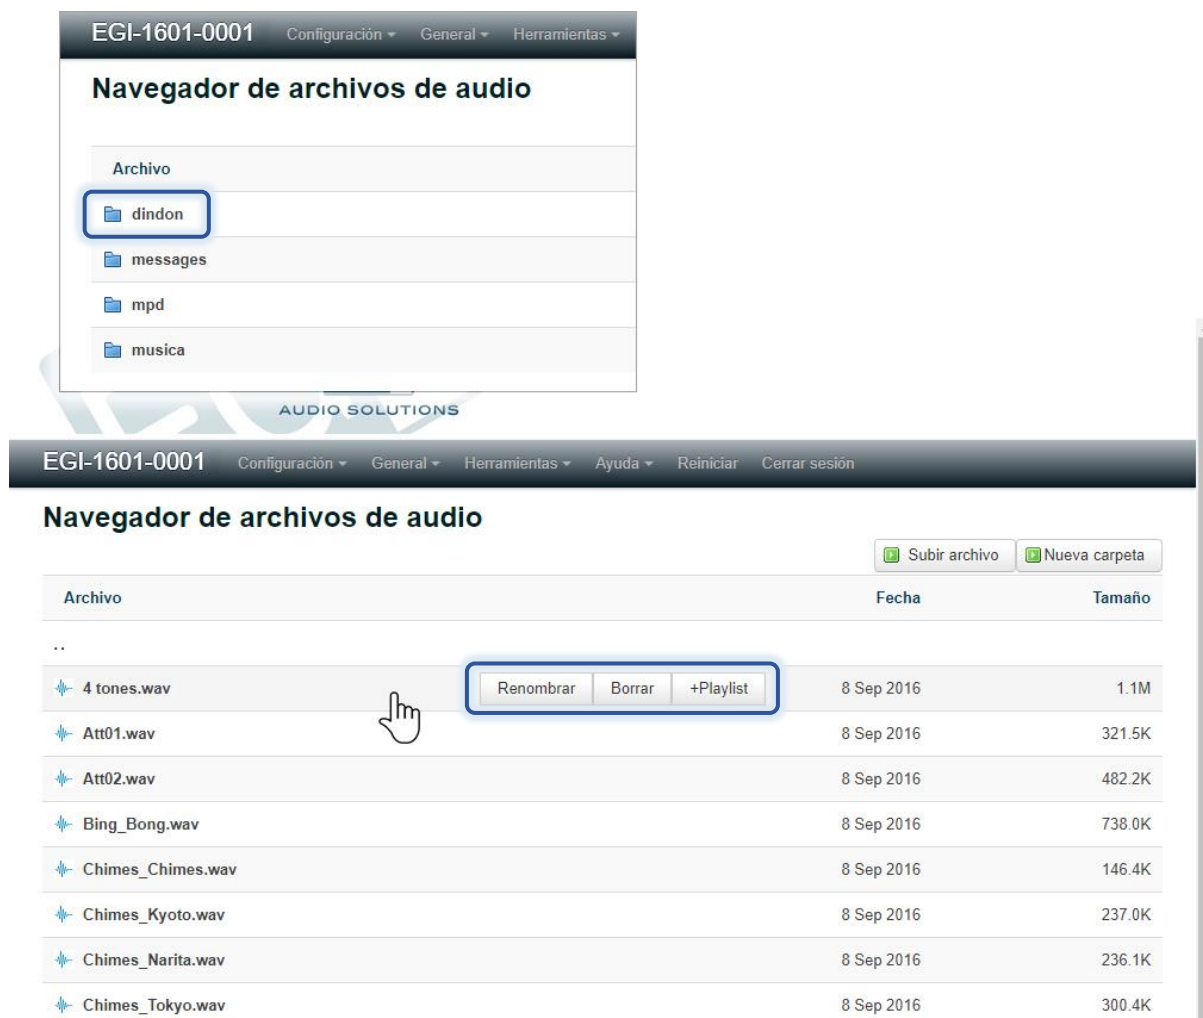 EGI-1601-0001 Configuración General Herramientas
Navegador de archivos de audio
Archivo
dindon
messages
mpd
musica
AUDIO SOLUTIONS
EGI-1601-0001 Configuración General Herramientas Ayuda Reiniciar Cerrar sesión
Navegador de archivos de audio
Subir archivo Nueva carpeta
Archivo Fecha Tamaño
..
4 tones.wav Renombrar Borrar +Playlist 8 Sep 2016 1.1M
Att01.wav 8 Sep 2016 321.5K
Att02.wav 8 Sep 2016 482.2K
Bing_Bong.wav 8 Sep 2016 738.0K
Chimes_Chimes.wav 8 Sep 2016 146.4K
Chimes_Kyoto.wav 8 Sep 2016 237.0K
Chimes_Narita.wav 8 Sep 2016 236.1K
Chimes_Tokyo.wav 8 Sep 2016 300.4K